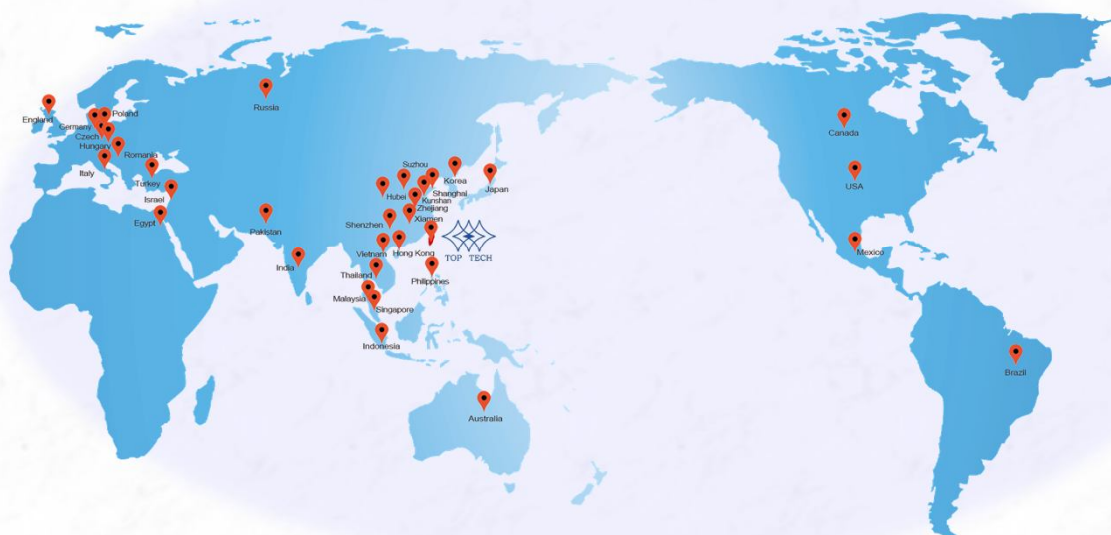 England
Germany
Poland
Czech
Hungary
Romania
Italy
Turkey
Israel
Egypt
Russia
Pakistan
India
Suzhou
Hubei
Korea
Japan
Shanghai
Kunshan
Zhejiang
Xiamen
Shenzhen
Vietnam
Hong Kong
TOP TECH
Thailand
Philippines
Malaysia
Singapore
Indonesia
Australia
Canada
USA
Mexico
Brazil